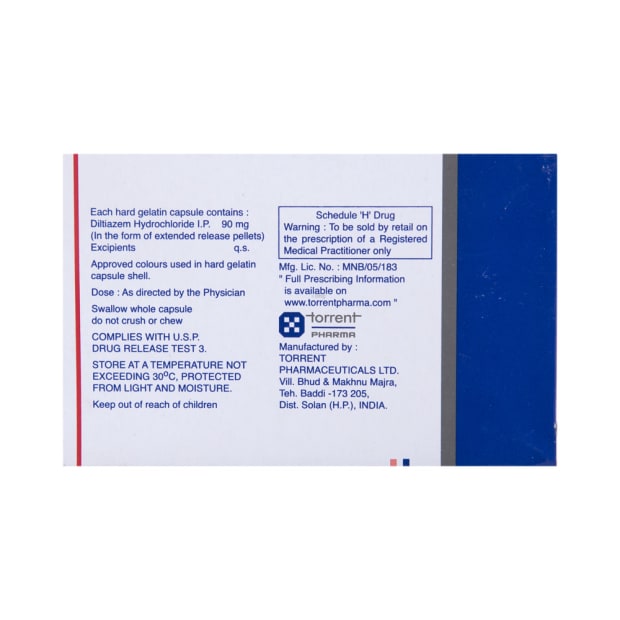 Each hard gelatin capsule contains :
Diltiazem Hydrochloride I.P. 90 mg
(In the form of extended release pellets)
Excipients q.s.
Approved colours used in hard gelatin
capsule shell.
Dose : As directed by the Physician
Swallow whole capsule
do not crush or chew
COMPLIES WITH U.S.P.
DRUG RELEASE TEST 3.
STORE AT A TEMPERATURE NOT
EXCEEDING 30⁰C, PROTECTED
FROM LIGHT AND MOISTURE.
Keep out of reach of children
Schedule 'H' Drug
Warning : To be sold by retail on
the prescription of a Registered
Medical Practitioner only
Mfg. Lic. No. : MNB/05/183
" Full Prescribing Information
is available on
www.torrentpharma.com "
torrent
PHARMA
Manufactured by :
TORRENT
PHARMACEUTICALS LTD.
Vill. Bhud & Makhnu Majra,
Teh. Baddi -173 205,
Dist. Solan (H.P.), INDIA.